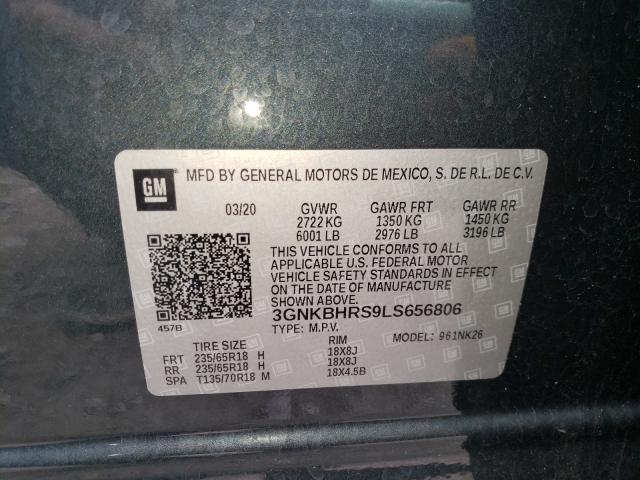 GM
MFD BY GENERAL MOTORS DE MEXICO, S. DE R.L. DE C.V.
03/20 GVWR GAWR FRT GAWR RR
2722 KG 1350 KG 1450 KG
6001 LB 2976 LB 3196 LB
THIS VEHICLE CONFORMS TO ALL
APPLICABLE U.S. FEDERAL MOTOR
VEHICLE SAFETY STANDARDS IN EFFECT
ON THE DATE OF MANUFACTURE
SHOWN ABOVE.
3GNKBHRS9LS656806
457B TYPE: M.P.V. MODEL: 961NK26
TIRE SIZE RIM
FRT 235/65R18 H 18X8J
RR 235/65R18 H 18X8J
SPA T135/70R18 M 18X4.5B